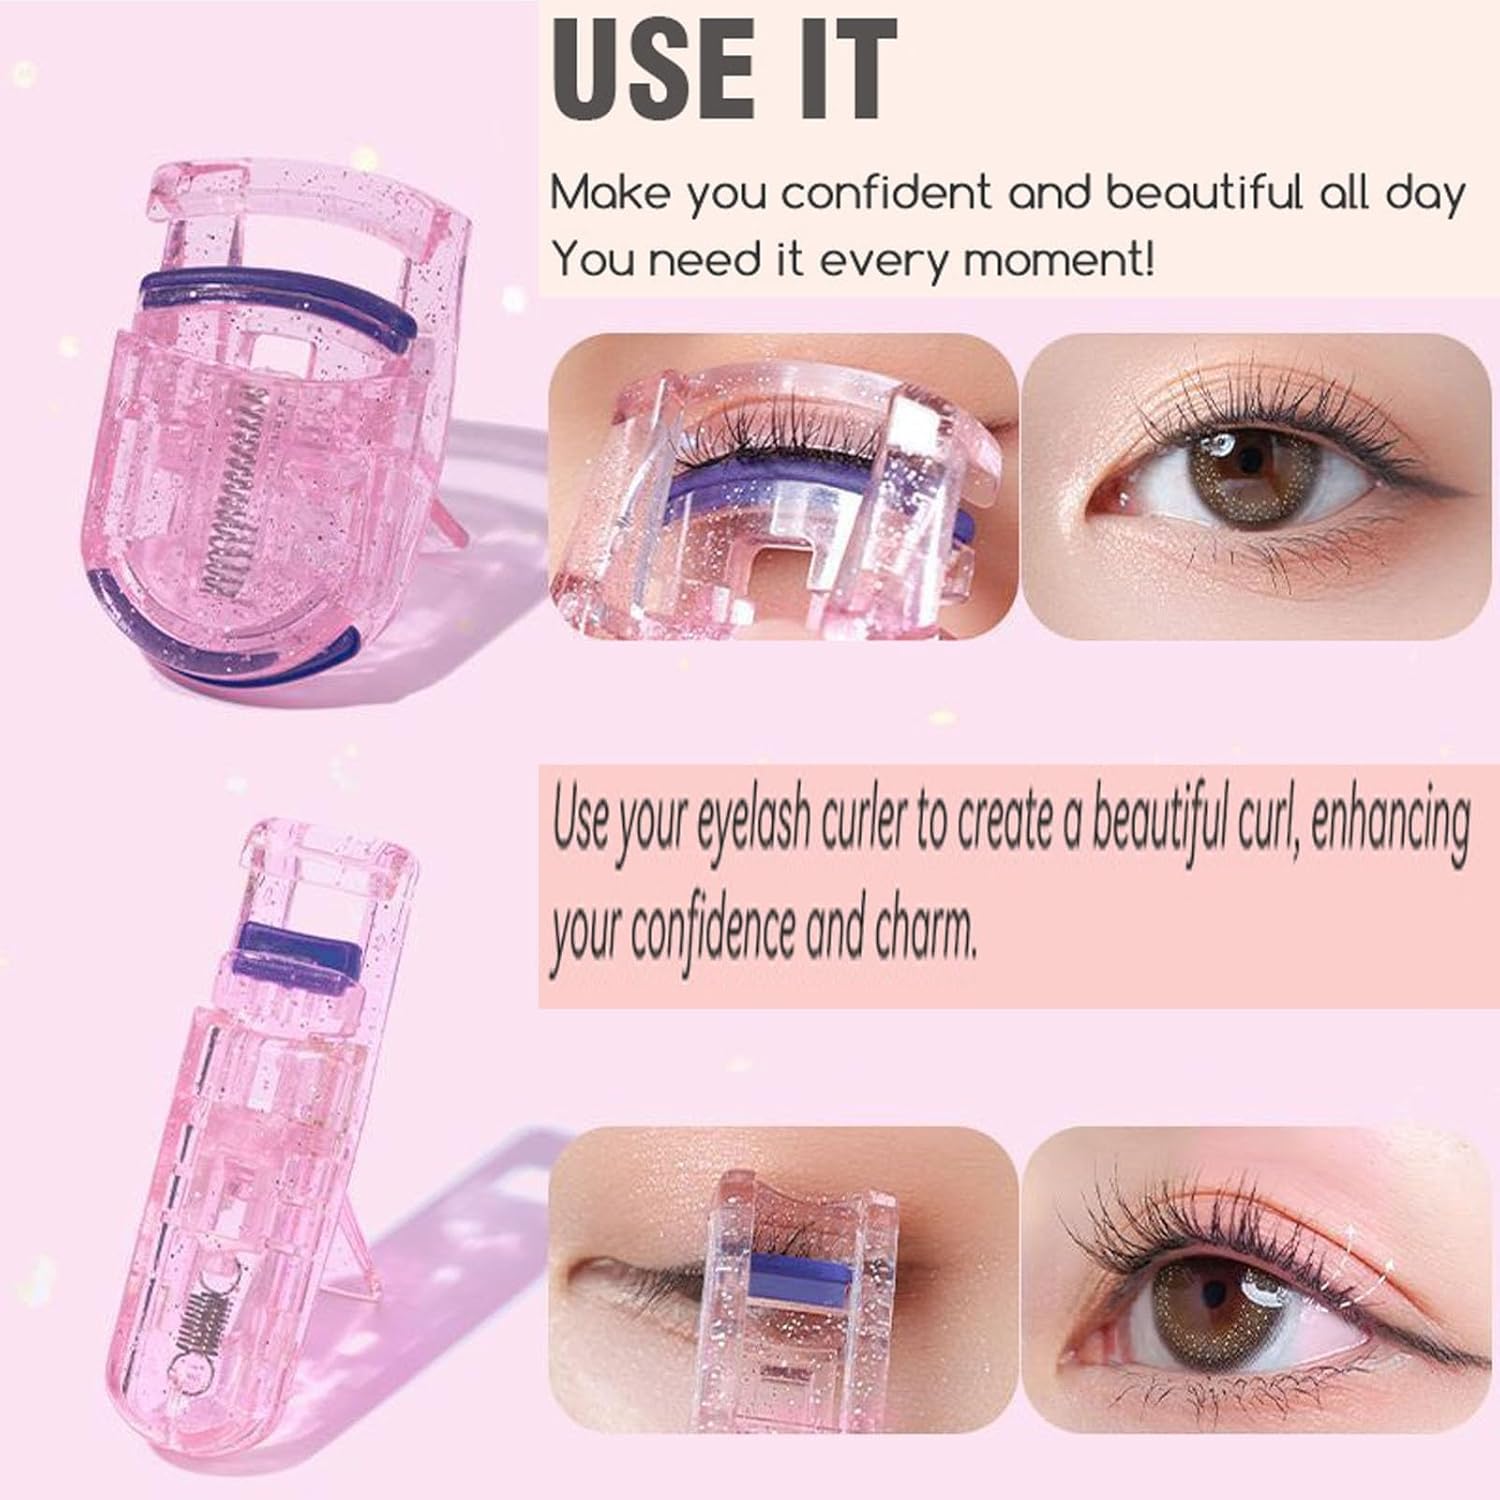 USE IT
Make you confident and beautiful all day
You need it every moment!
Use your eyelash curler to create a beautiful curl, enhancing
your confidence and charm.